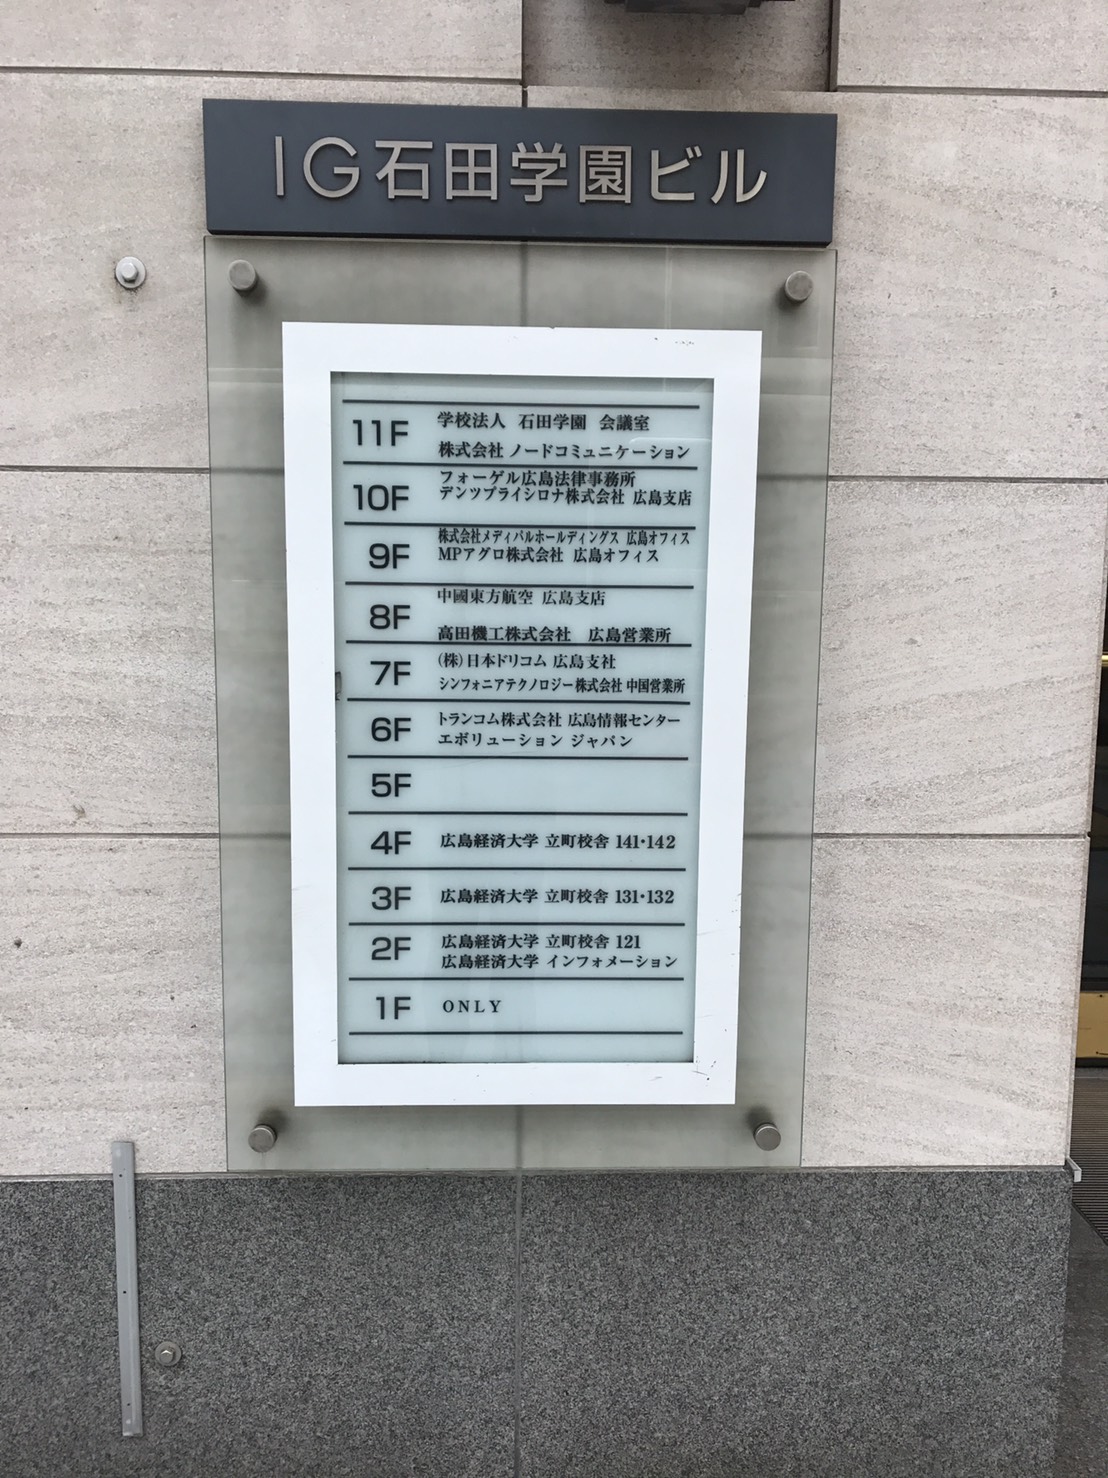 IG石田学園ビル
11F 学校法人 石田学園 会議室
株式会社 ノードコミュニケーション
10F フォーゲル広島法律事務所
デンツプライシロナ株式会社 広島支店
9F 株式会社メディパルホールディングス 広島オフィス
MPアグロ株式会社 広島オフィス
8F 中國東方航空 広島支店
高田機工株式会社 広島営業所
7F (株)日本ドリコム 広島支社
シンフォニアテクノロジー株式会社 中国営業所
6F トランコム株式会社 広島情報センター
エボリューション ジャパン
5F
4F 広島経済大学 立町校舎 141・142
3F 広島経済大学 立町校舎 131・132
2F 広島経済大学 立町校舎 121
広島経済大学 インフォメーション
1F ONLY